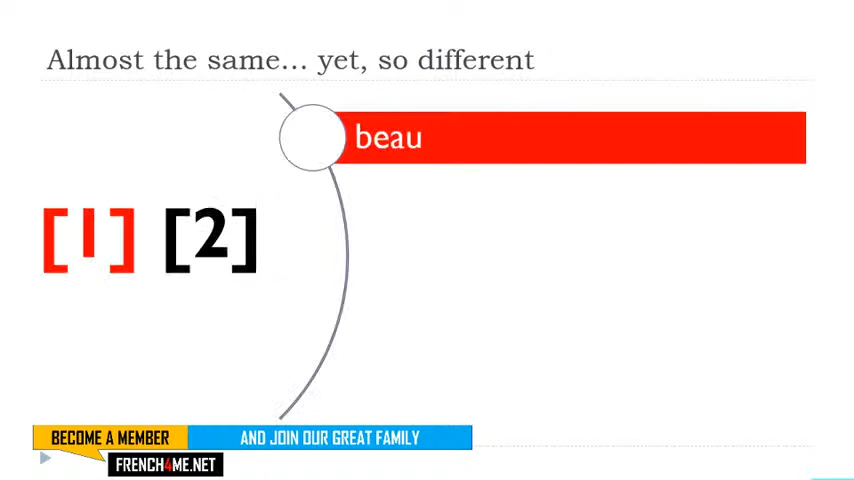 Almost the same... yet, so different
beau
[1] [2]
BECOME A MEMBER
AND JOIN OUR GREAT FAMILY
FRENCH4ME.NET